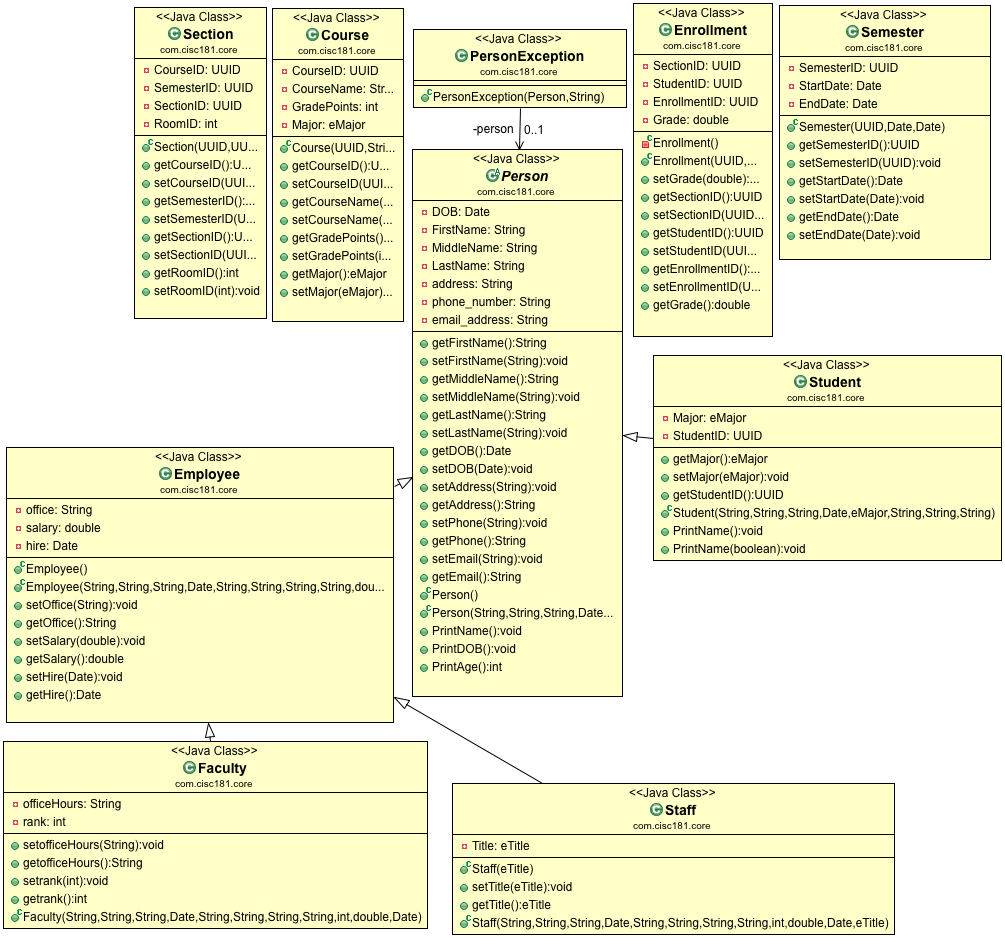 <<Java Class>>
Section
com.cisc181.core
CourseID: UUID
SemesterID: UUID
SectionID: UUID
RoomID: int
Section(UUID,UU...
getCourseID():U...
setCourseID(UUI...
getSemesterID():...
setSemesterID(U...
getSectionID():U...
setSectionID(UUI...
getRoomID():int
setRoomID(int):void
<<Java Class>>
Course
com.cisc181.core
CourseID: UUID
CourseName: Str...
GradePoints: int
Major: eMajor
Course(UUID,Stri...
getCourseID():U...
setCourseID(UUI...
getCourseName(...
setCourseName(...
getGradePoints()...
setGradePoints(i...
getMajor():eMajor
setMajor(eMajor)...
<<Java Class>>
PersonException
com.cisc181.core
PersonException(Person,String)
-person 0..1
<<Java Class>>
Person
com.cisc181.core
DOB: Date
FirstName: String
MiddleName: String
LastName: String
address: String
phone_number: String
email_address: String
getFirstName():String
setFirstName(String):void
getMiddleName():String
setMiddleName(String):void
getLastName():String
setLastName(String):void
getDOB():Date
setDOB(Date):void
setAddress(String):void
getAddress():String
setPhone(String):void
getPhone():String
setEmail(String):void
getEmail():String
Person()
Person(String,String,String,Date...
PrintName():void
PrintDOB():void
PrintAge():int
<<Java Class>>
Enrollment
com.cisc181.core
SectionID: UUID
StudentID: UUID
EnrollmentID: UUID
Grade: double
Enrollment()
Enrollment(UUID,...
setGrade(double):...
getSectionID():UUID
setSectionID(UUID...
getStudentID():UUID
setStudentID(UUI...
getEnrollmentID():...
setEnrollmentID(U...
getGrade():double
<<Java Class>>
Semester
com.cisc181.core
SemesterID: UUID
StartDate: Date
EndDate: Date
Semester(UUID,Date,Date)
getSemesterID():UUID
setSemesterID(UUID):void
getStartDate():Date
setStartDate(Date):void
getEndDate():Date
setEndDate(Date):void
<<Java Class>>
Student
com.cisc181.core
Major: eMajor
StudentID: UUID
getMajor():eMajor
setMajor(eMajor):void
getStudentID():UUID
Student(String,String,String,Date,eMajor,String,String,String)
PrintName():void
PrintName(boolean):void
<<Java Class>>
Employee
com.cisc181.core
office: String
salary: double
hire: Date
Employee()
Employee(String,String,String,Date,String,String,String,String,dou...
setOffice(String):void
getOffice():String
setSalary(double):void
getSalary():double
setHire(Date):void
getHire():Date
<<Java Class>>
Faculty
com.cisc181.core
officeHours: String
rank: int
setofficeHours(String):void
getofficeHours():String
setrank(int):void
getrank():int
Faculty(String,String,String,Date,String,String,String,String,int,double,Date)
<<Java Class>>
Staff
com.cisc181.core
Title: eTitle
Staff(eTitle)
setTitle(eTitle):void
getTitle():eTitle
Staff(String,String,String,Date,String,String,String,String,int,double,Date,eTitle)